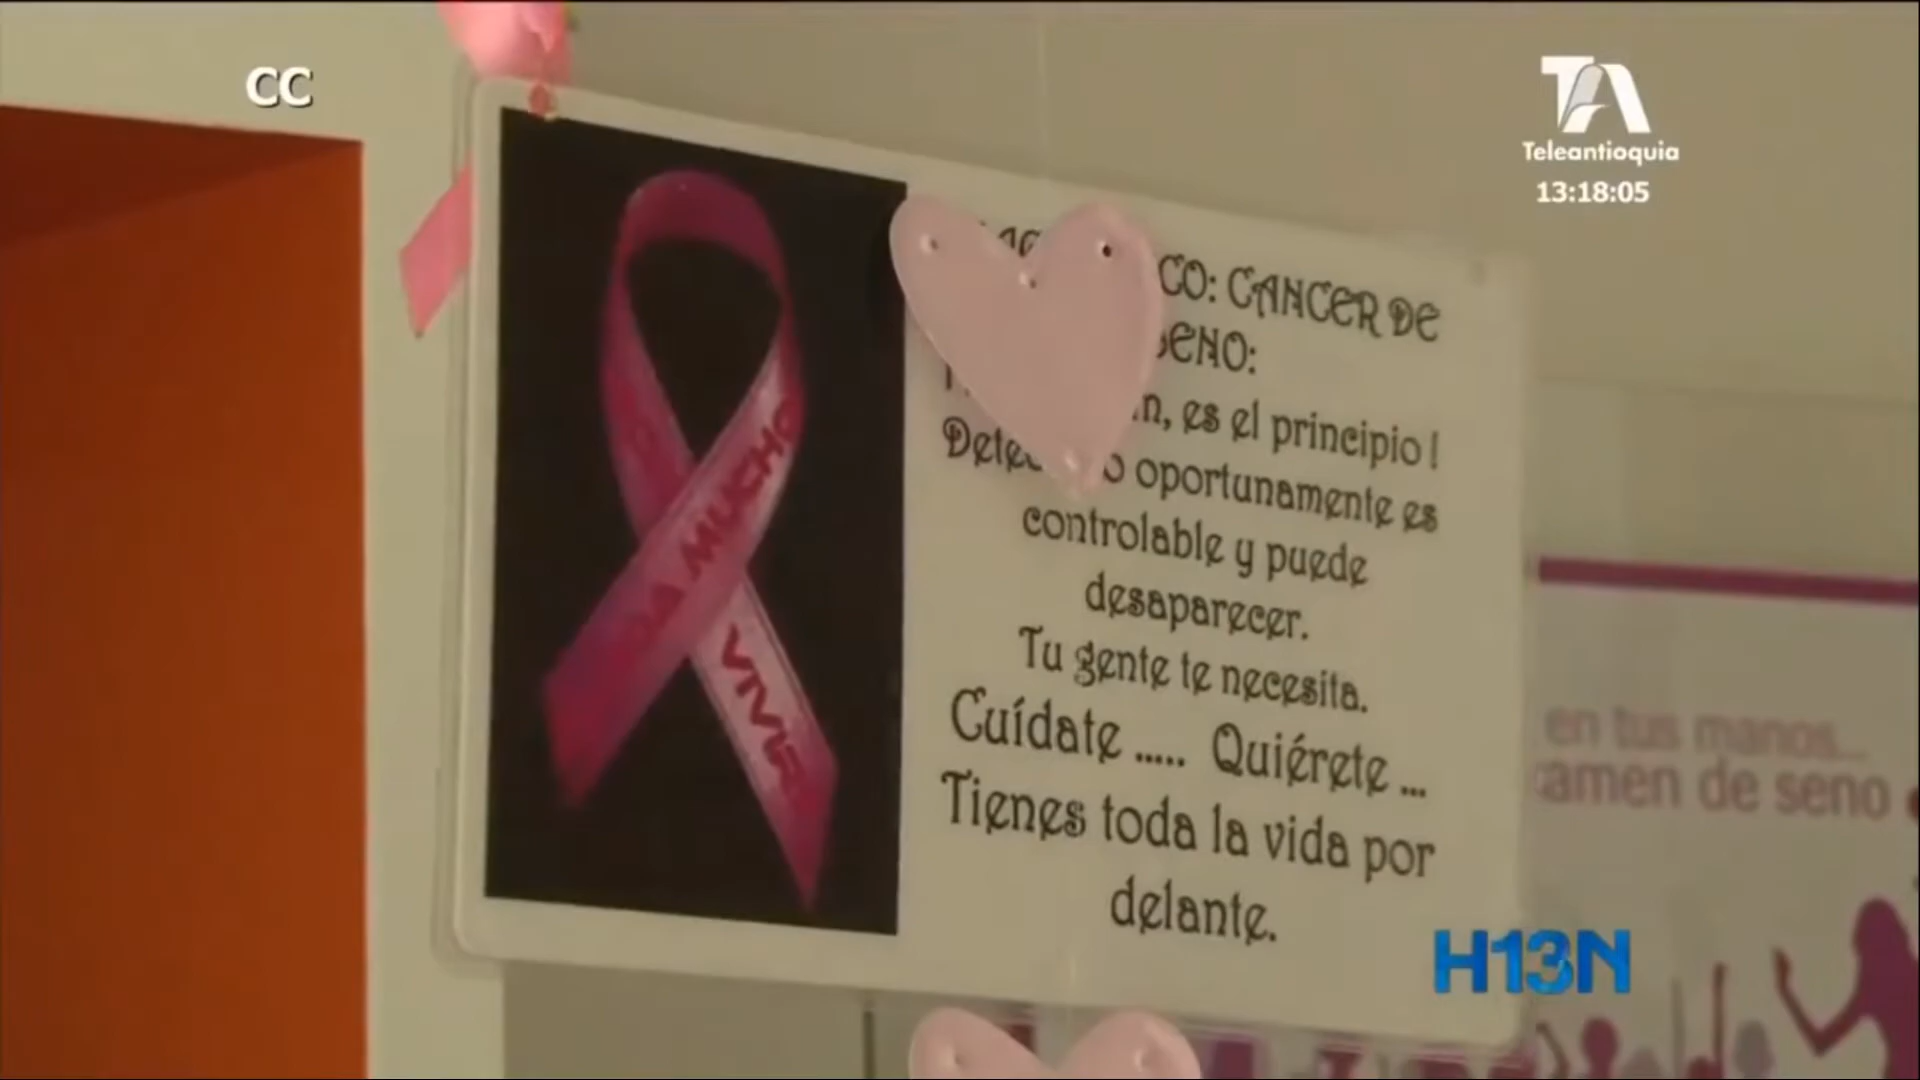 CC
Teleantioquia
13:18:05
CO: CANCER DE
SENO:
es el principio!
oportunamente es
controlable y puede
desaparecer.
Tu gente te necesita.
Cuídate ..... Quiérete ...
Tienes toda la vida por
delante.
MUCHO
VIVIR
en tus manos...
amen de seno
H13N